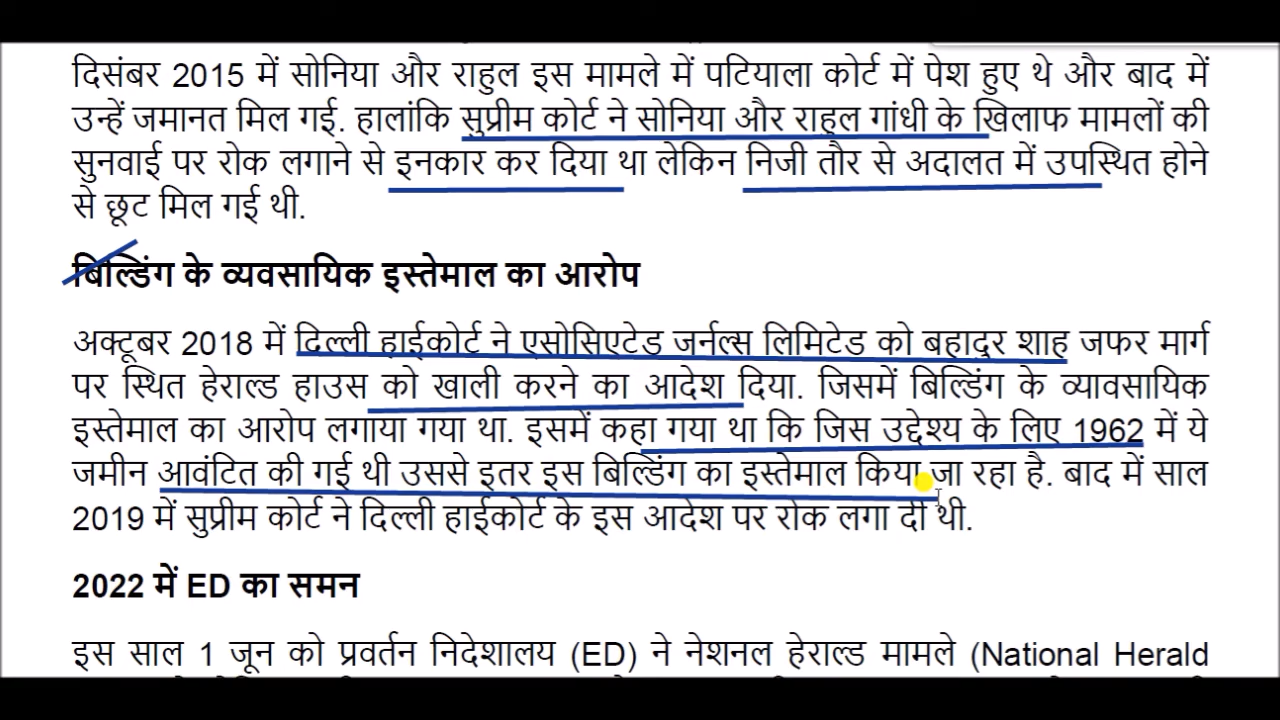 दिसंबर 2015 में सोनिया और राहुल इस मामले में पटियाला कोर्ट में पेश हुए थे और बाद में
उन्हें जमानत मिल गई. हालांकि सुप्रीम कोर्ट ने सोनिया और राहुल गांधी के खिलाफ मामलों की
सुनवाई पर रोक लगाने से इनकार कर दिया था लेकिन निजी तौर से अदालत में उपस्थित होने
से छूट मिल गई थी.
बिल्डिंग के व्यवसायिक इस्तेमाल का आरोप
अक्टूबर 2018 में दिल्ली हाईकोर्ट ने एसोसिएटेड जर्नल्स लिमिटेड को बहादुर शाह जफर मार्ग
पर स्थित हेराल्ड हाउस को खाली करने का आदेश दिया. जिसमें बिल्डिंग के व्यावसायिक
इस्तेमाल का आरोप लगाया गया था. इसमें कहा गया था कि जिस उद्देश्य के लिए 1962 में ये
जमीन आवंटित की गई थी उससे इतर इस बिल्डिंग का इस्तेमाल किया जा रहा है. बाद में साल
2019 में सुप्रीम कोर्ट ने दिल्ली हाईकोर्ट के इस आदेश पर रोक लगा दी थी.
2022 में ED का समन
इस साल 1 जून को प्रवर्तन निदेशालय (ED) ने नेशनल हेराल्ड मामले (National Herald